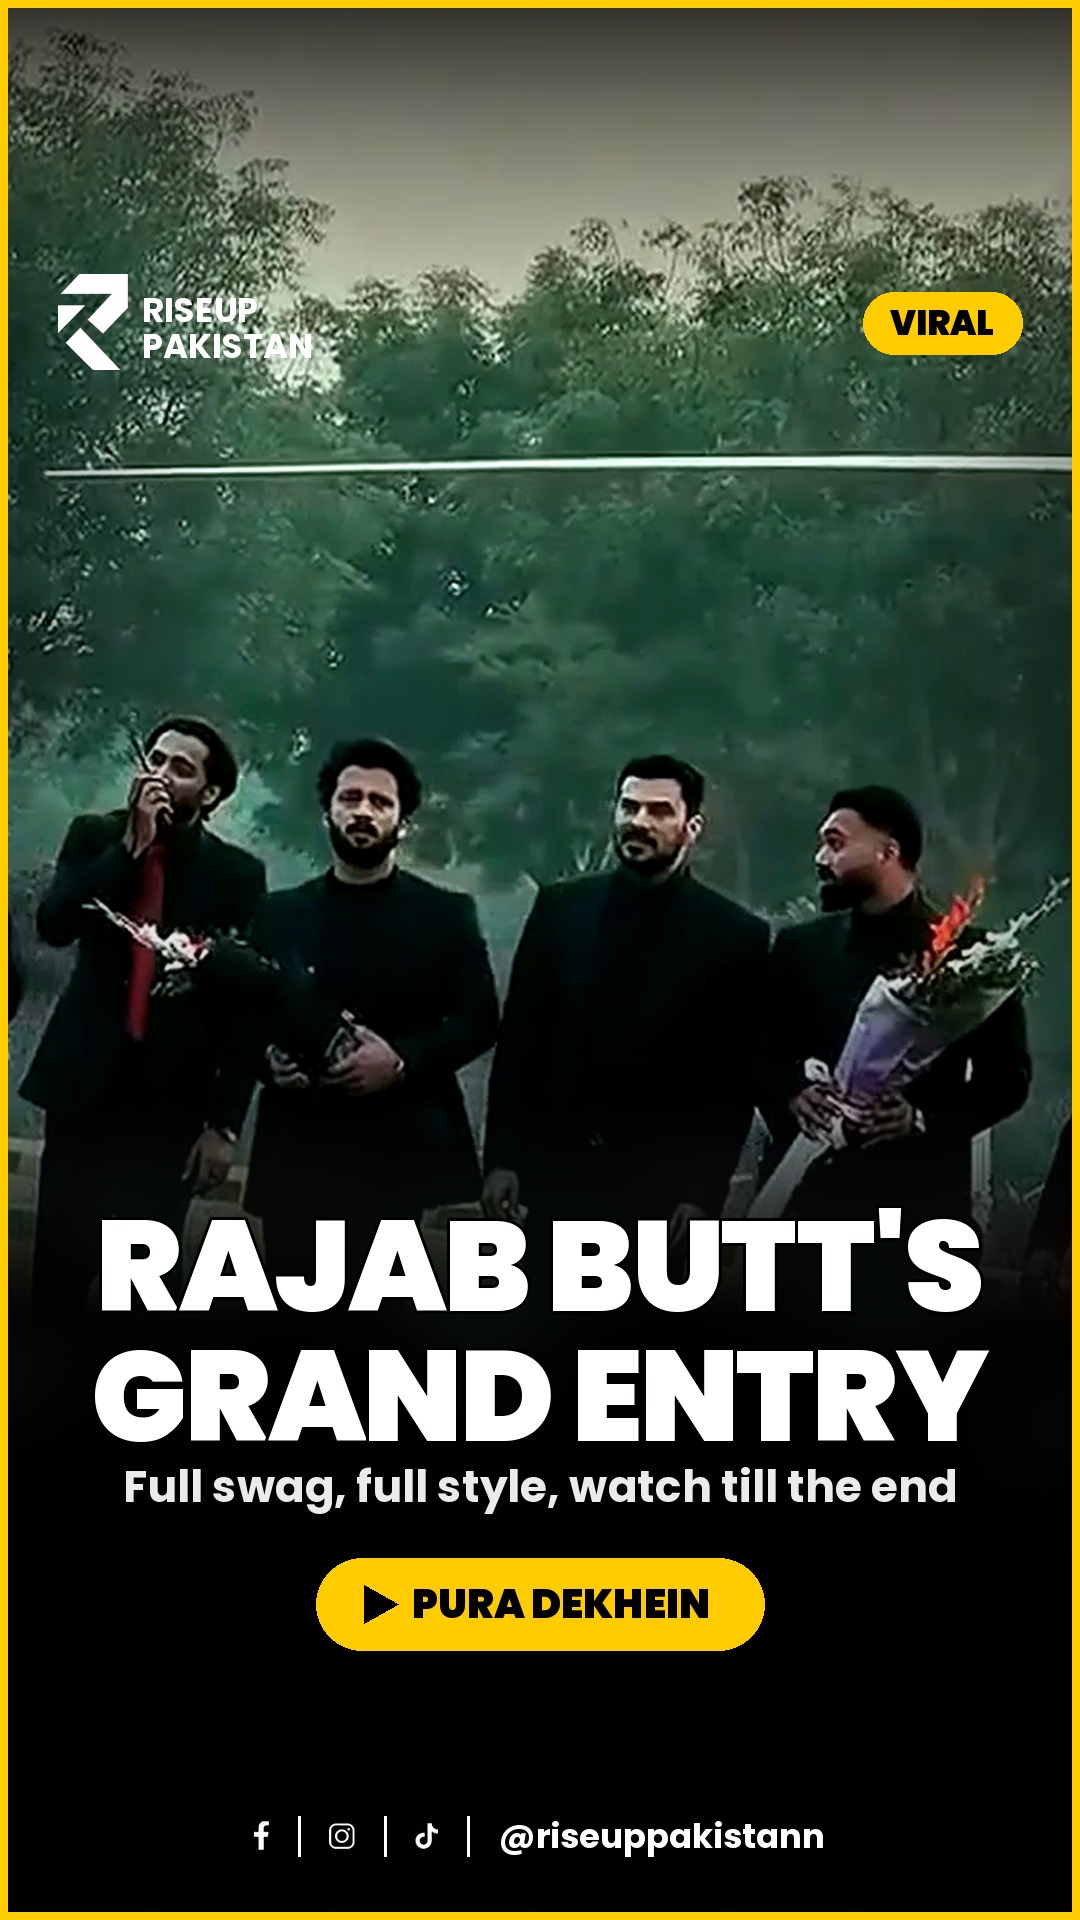 RISEUP
PAKISTAN
VIRAL
RAJAB BUTT'S
GRAND ENTRY
Full swag, full style, watch till the end
PURA DEKHEIN
@riseuppakistann